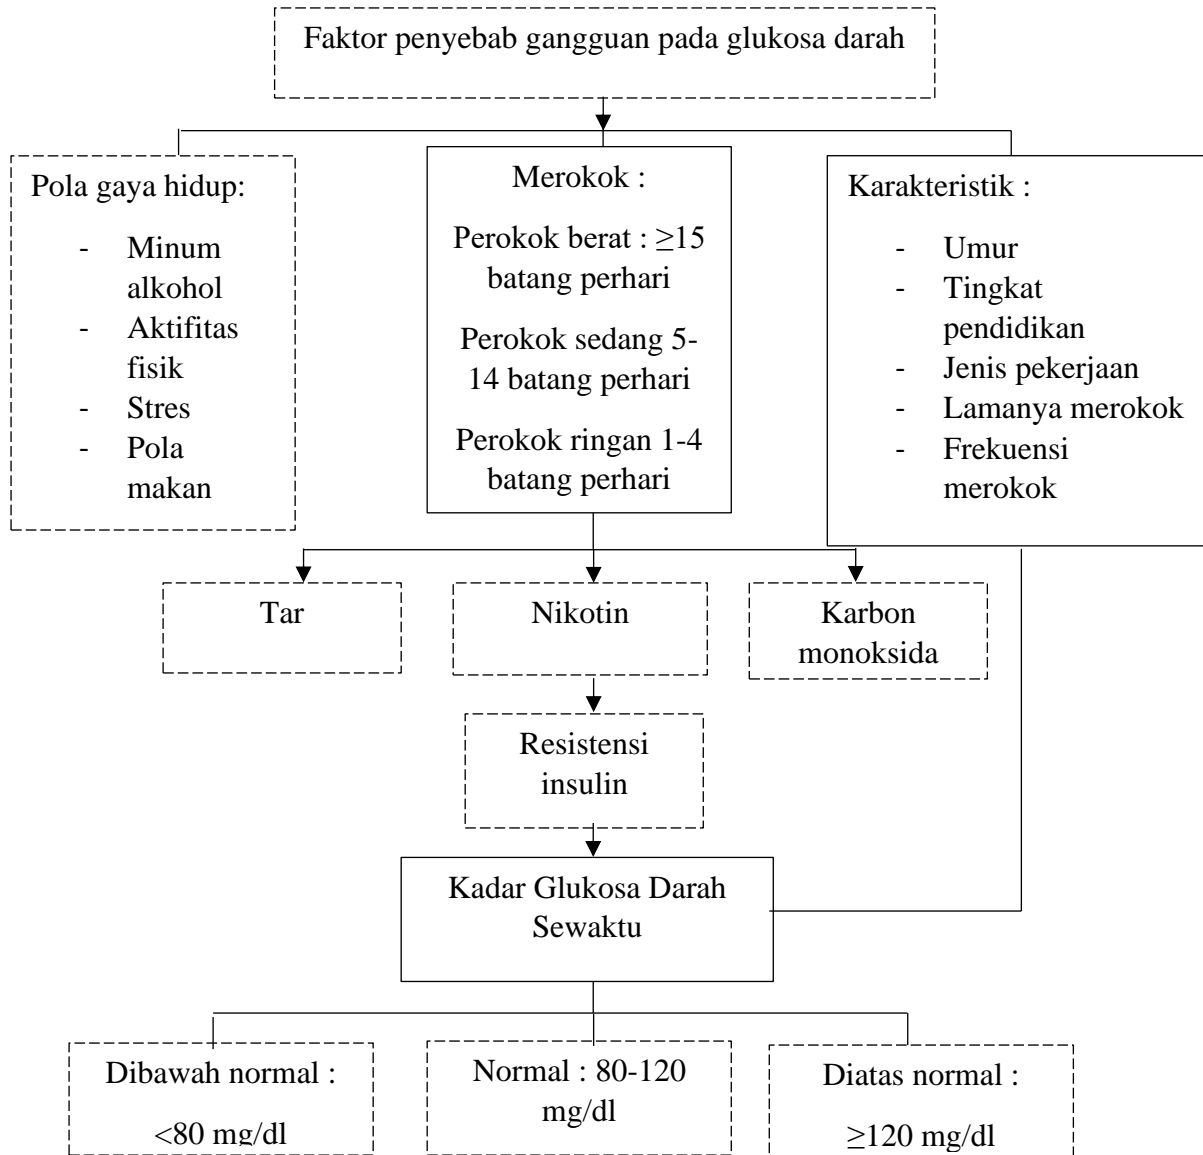 Faktor penyebab gangguan pada glukosa darah
Pola gaya hidup:
- Minum
alkohol
- Aktifitas
fisik
- Stres
- Pola
makan
Merokok :
Perokok berat : ≥15
batang perhari
Perokok sedang 5-
14 batang perhari
Perokok ringan 1-4
batang perhari
Karakteristik :
- Umur
- Tingkat
pendidikan
- Jenis pekerjaan
- Lamanya merokok
- Frekuensi
merokok
Tar
Nikotin
Karbon
monoksida
Resistensi
insulin
Kadar Glukosa Darah
Sewaktu
Dibawah normal :
<80 mg/dl
Normal : 80-120
mg/dl
Diatas normal :
≥120 mg/dl